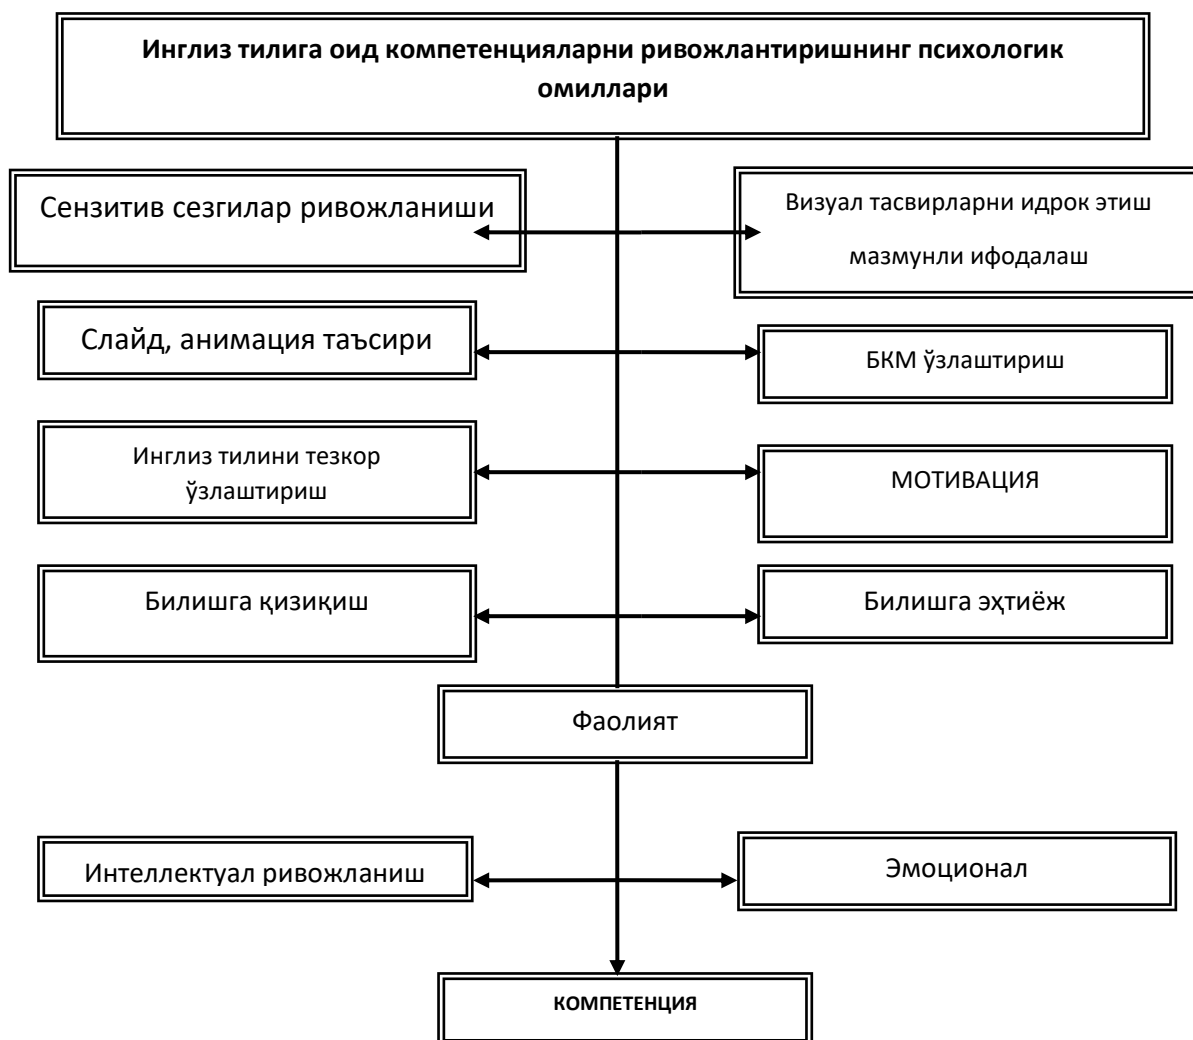 Инглиз тилига оид компетенцияларни ривожлантиришнинг психологик
омиллари
Сензитив сезгилар ривожланиши
Визуал тасвирларни идрок этиш
мазмунли ифодалаш
Слайд, анимация таъсири
БКМ ўзлаштириш
Инглиз тилини тезкор
ўзлаштириш
МОТИВАЦИЯ
Билишга қизиқиш
Билишга эҳтиёж
Фаолият
Интеллектуал ривожланиш
Эмоционал
КОМПЕТЕНЦИЯ